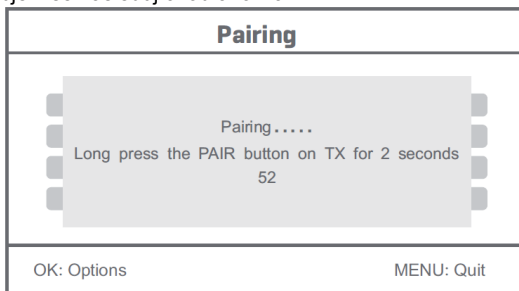 Pairing
Pairing.....
Long press the PAIR button on TX for 2 seconds
52
OK: Options
MENU: Quit